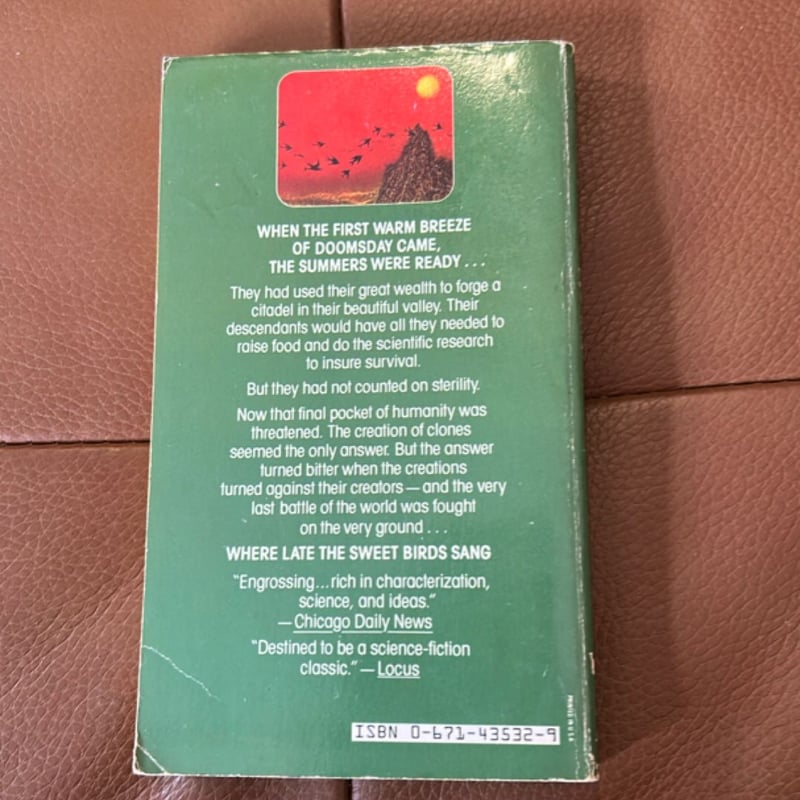 WHEN THE FIRST WARM BREEZE
OF DOOMSDAY CAME,
THE SUMMERS WERE READY...
They had used their great wealth to forge a
citadel in their beautiful valley. Their
descendants would have all they needed to
raise food and do the scientific research
to insure survival.
But they had not counted on sterility.
Now that final pocket of humanity was
threatened. The creation of clones
seemed the only answer. But the answer
turned bitter when the creations
turned against their creators—and the very
last battle of the world was fought
on the very ground...
WHERE LATE THE SWEET BIRDS SANG
"Engrossing...rich in characterization,
science, and ideas."
—Chicago Daily News
"Destined to be a science-fiction
classic."—Locus
ISBN 0-671-43532-9
PRINTED IN U.S.A.